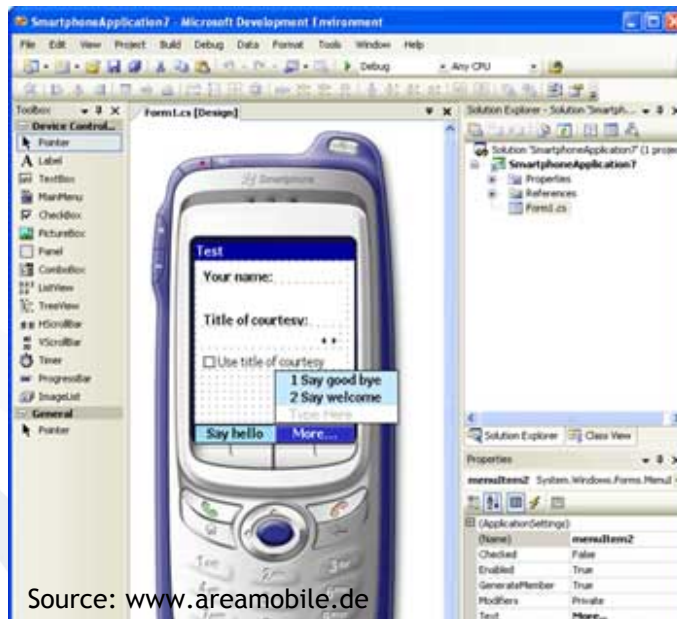 SmartphoneApplication7 - Microsoft Development Environment
File Edit View Project Build Debug Data Format Tools Window Help
Debug Any CPU
Toolbox
Device Control...
Pointer
Label
TextBox
MainMenu
CheckBox
PictureBox
Panel
ComboBox
ListView
TreeView
HScrollBar
VScrollBar
Timer
ProgressBar
ImageList
General
Pointer
Form1.cs [Design]
Smartphone
Test
Your name:
Title of courtesy:
Use title of courtesy
1 Say good bye
2 Say welcome
Type Here
Say hello More...
Solution Explorer - Solution 'Smartph...
Solution 'SmartphoneApplication7' (1 projec
SmartphoneApplication7
Properties
References
Form1.cs
Solution Explorer Class View
Properties
menuItem2 System.Windows.Forms.MenuI
(ApplicationSettings)
(Name) menuItem2
Checked False
Enabled True
GenerateMember True
Modifiers Private
Text More...
Source: www.areamobile.de